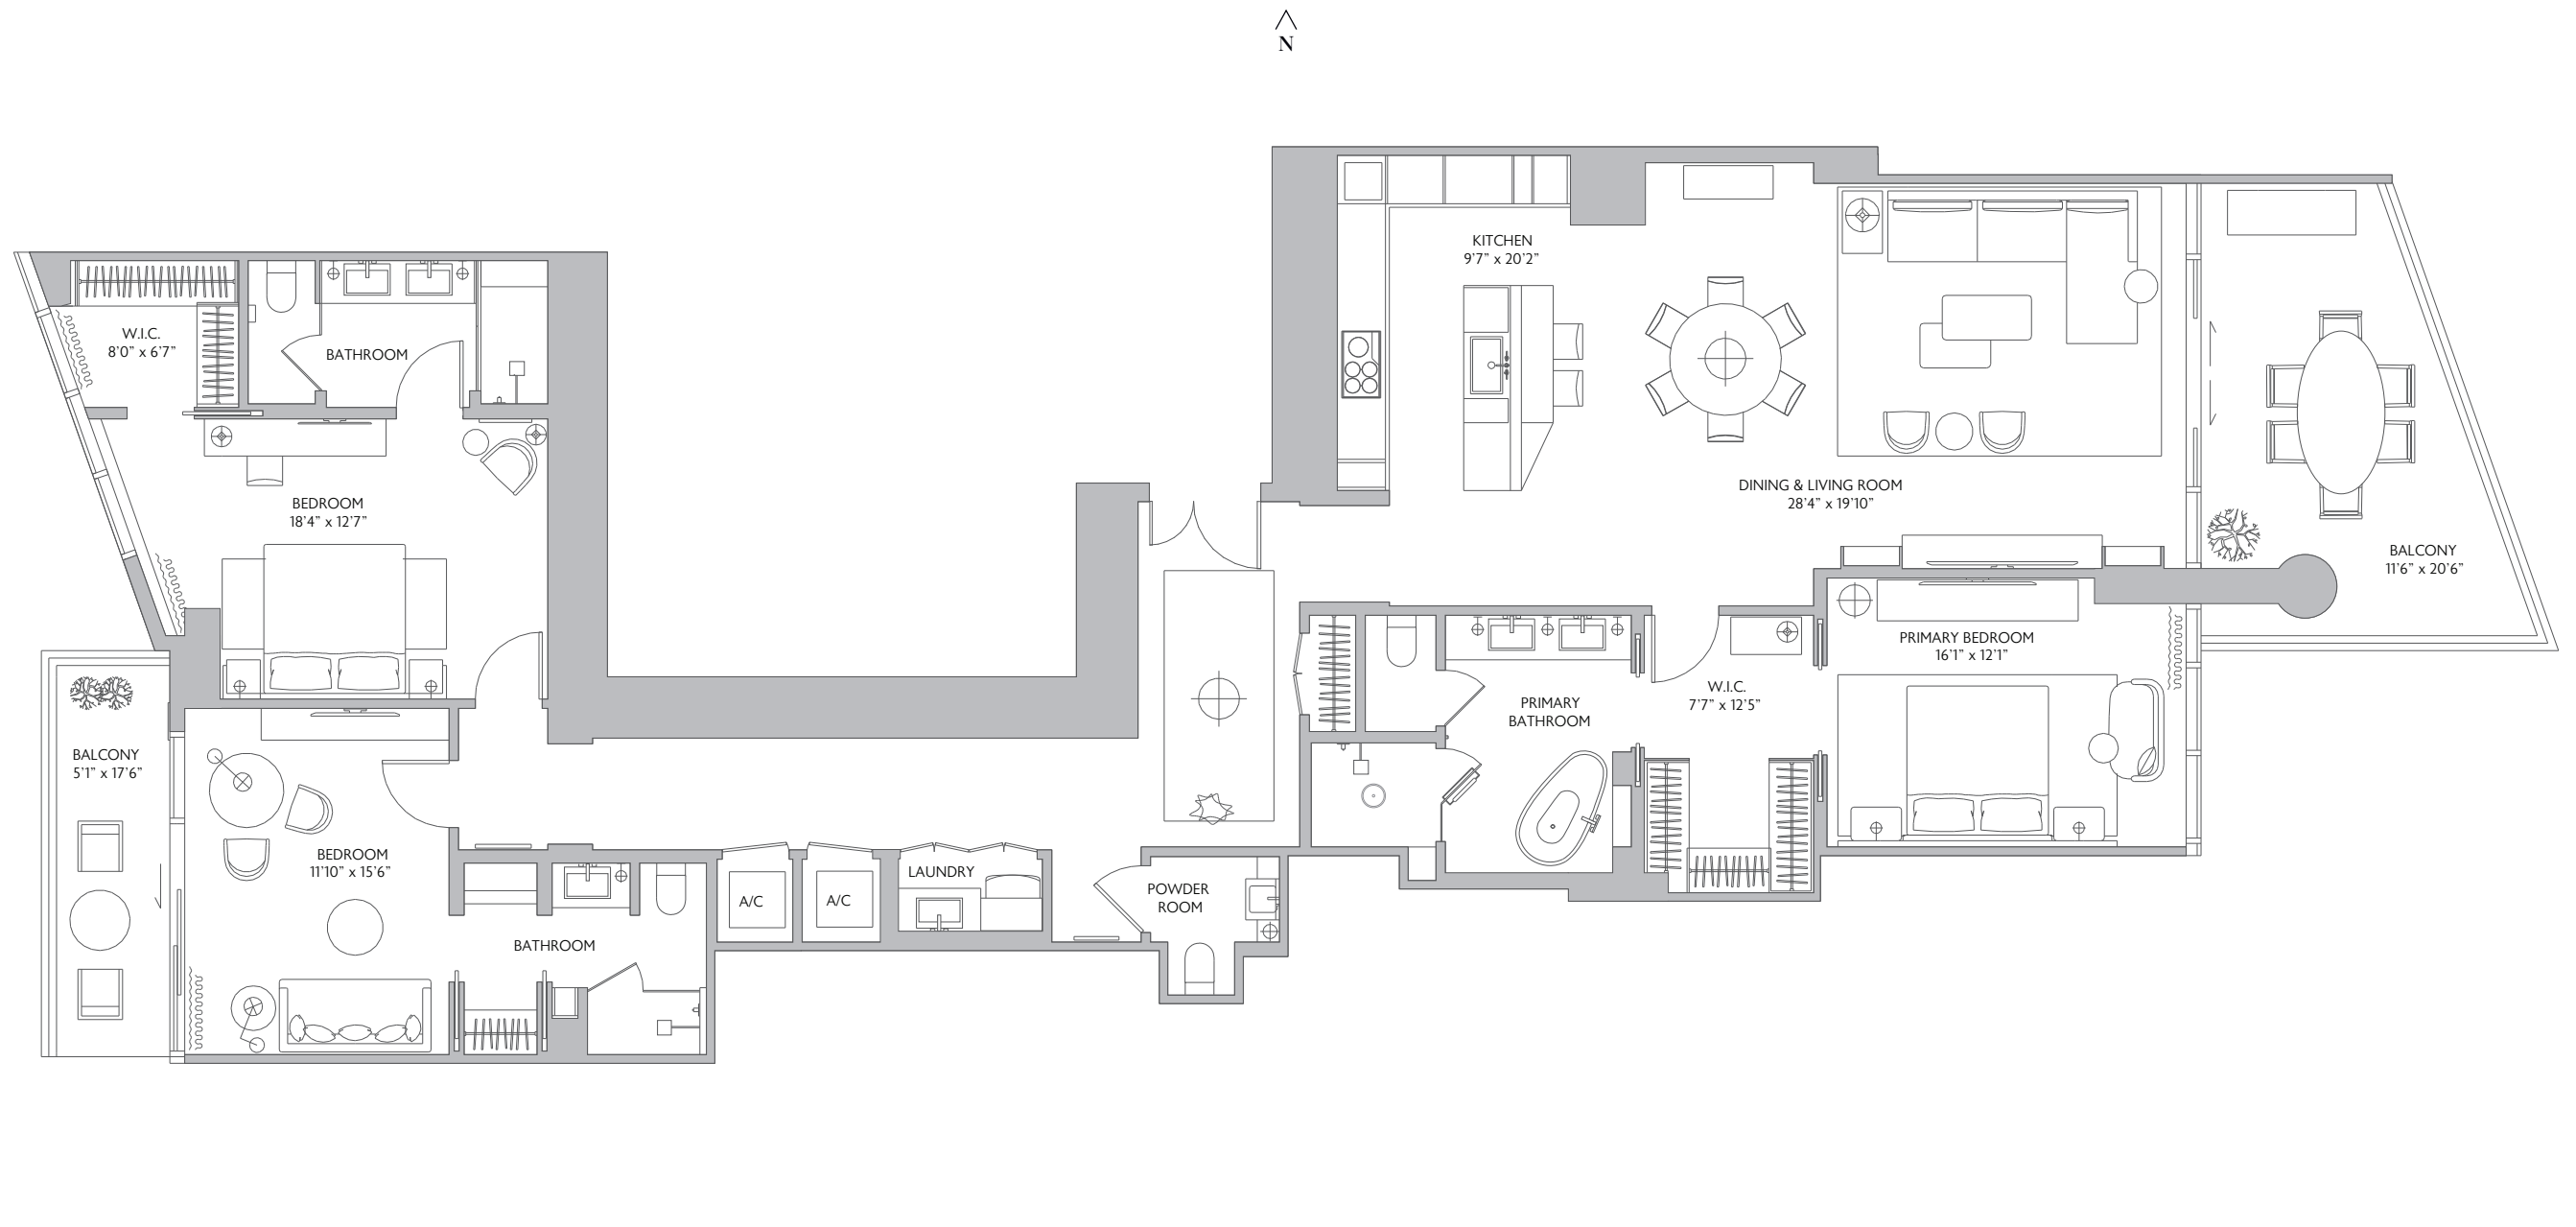 N
KITCHEN
9'7" x 20'2"
W.I.C.
8'0" x 6'7"
BATHROOM
DINING & LIVING ROOM
28'4" x 19'10"
BEDROOM
18'4" x 12'7"
BALCONY
11'6" x 20'6"
PRIMARY BEDROOM
16'1" x 12'1"
W.I.C.
7'7" x 12'5"
PRIMARY
BATHROOM
BALCONY
5'1" x 17'6"
BEDROOM
11'10" x 15'6"
LAUNDRY
A/C
A/C
POWDER
ROOM
BATHROOM